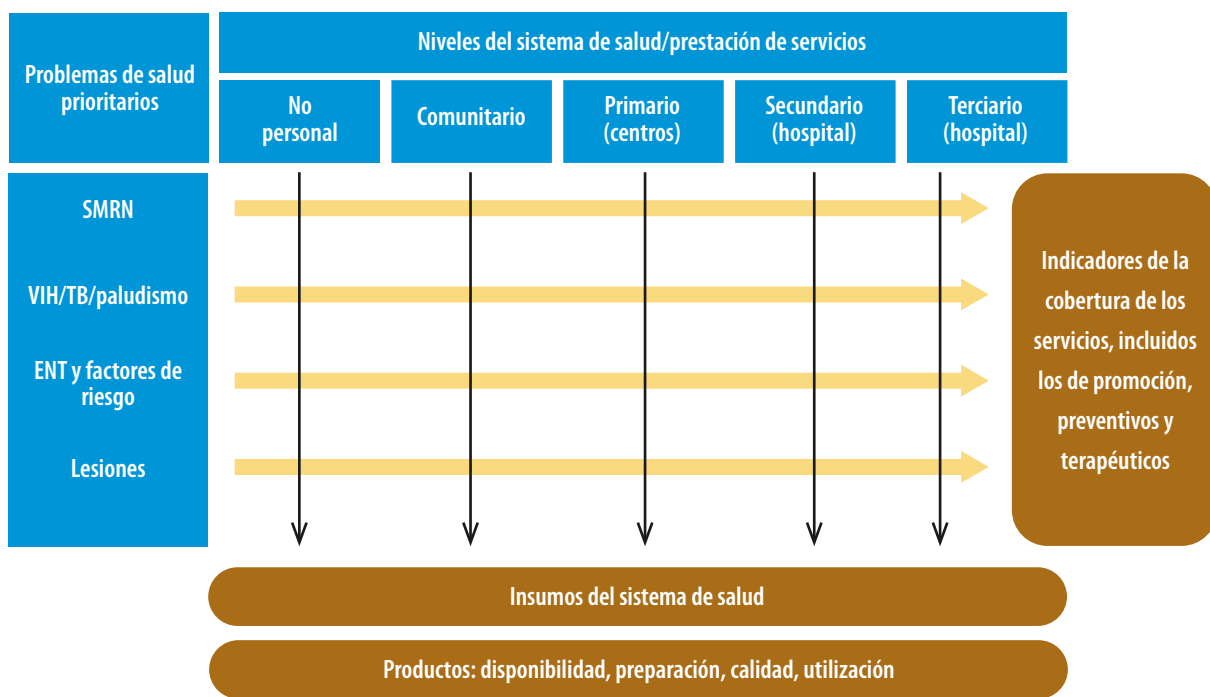 Problemas de salud
prioritarios
Niveles del sistema de salud/prestación de servicios
No
personal
Comunitario
Primario
(centros)
Secundario
(hospital)
Terciario
(hospital)
SMRN
VIH/TB/paludismo
ENT y factores de
riesgo
Lesiones
Indicadores de la
cobertura de los
servicios, incluidos
los de promoción,
preventivos y
terapéuticos
Insumos del sistema de salud
Productos: disponibilidad, preparación, calidad, utilización